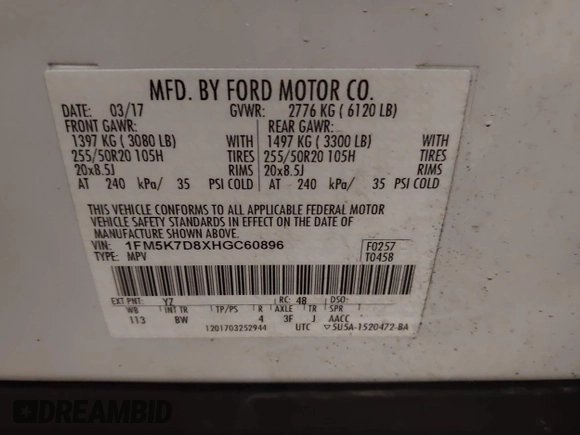 MFD. BY FORD MOTOR CO.
DATE: 03/17 GVWR: 2776 KG ( 6120 LB)
FRONT GAWR: REAR GAWR:
1397 KG ( 3080 LB) WITH 1497 KG ( 3300 LB) WITH
255/50R20 105H TIRES 255/50R20 105H TIRES
20x8.5J RIMS 20x8.5J RIMS
AT 240 kPa/ 35 PSI COLD AT 240 kPa/ 35 PSI COLD
THIS VEHICLE CONFORMS TO ALL APPLICABLE FEDERAL MOTOR
VEHICLE SAFETY STANDARDS IN EFFECT ON THE DATE OF
MANUFACTURE SHOWN ABOVE.
VIN: 1FM5K7D8XHGC60896 F0257
TYPE: MPV T0458
EXT PNT: YZ RC: 48 DSO:
WB INT TR TP/PS R AXLE TR SPR
113 BW 4 3F J AACC
1201703252944 UTC ▽5U5A-1520472-BA
DREAMBID